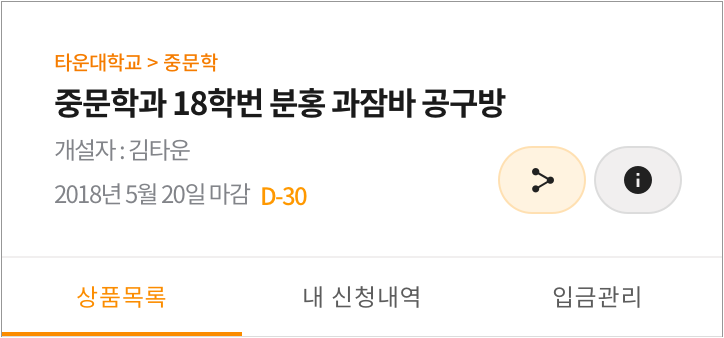 타운대학교 > 중문학
중문학과 18학번 분홍 과잠바 공구방
개설자 : 김타운
2018년 5월 20일 마감 D-30
상품목록 내 신청내역 입금관리